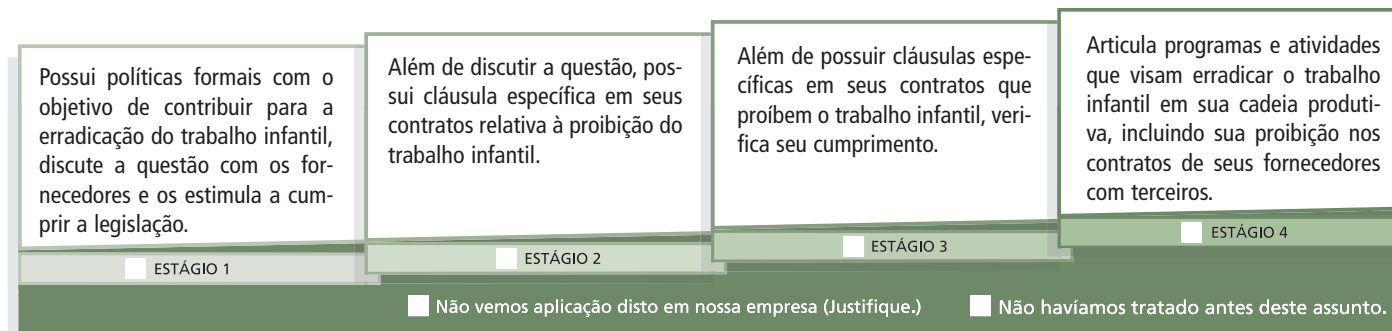 Possui políticas formais com o
objetivo de contribuir para a
erradicação do trabalho infantil,
discute a questão com os for-
necedores e os estimula a cum-
prir a legislação.
ESTÁGIO 1
Além de discutir a questão, pos-
sui cláusula específica em seus
contratos relativa à proibição do
trabalho infantil.
ESTÁGIO 2
Além de possuir cláusulas espe-
cíficas em seus contratos que
proíbem o trabalho infantil, veri-
fica seu cumprimento.
ESTÁGIO 3
Articula programas e atividades
que visam erradicar o trabalho
infantil em sua cadeia produti-
va, incluindo sua proibição nos
contratos de seus fornecedores
com terceiros.
ESTÁGIO 4
Não vemos aplicação disto em nossa empresa (Justifique.)
Não havíamos tratado antes deste assunto.